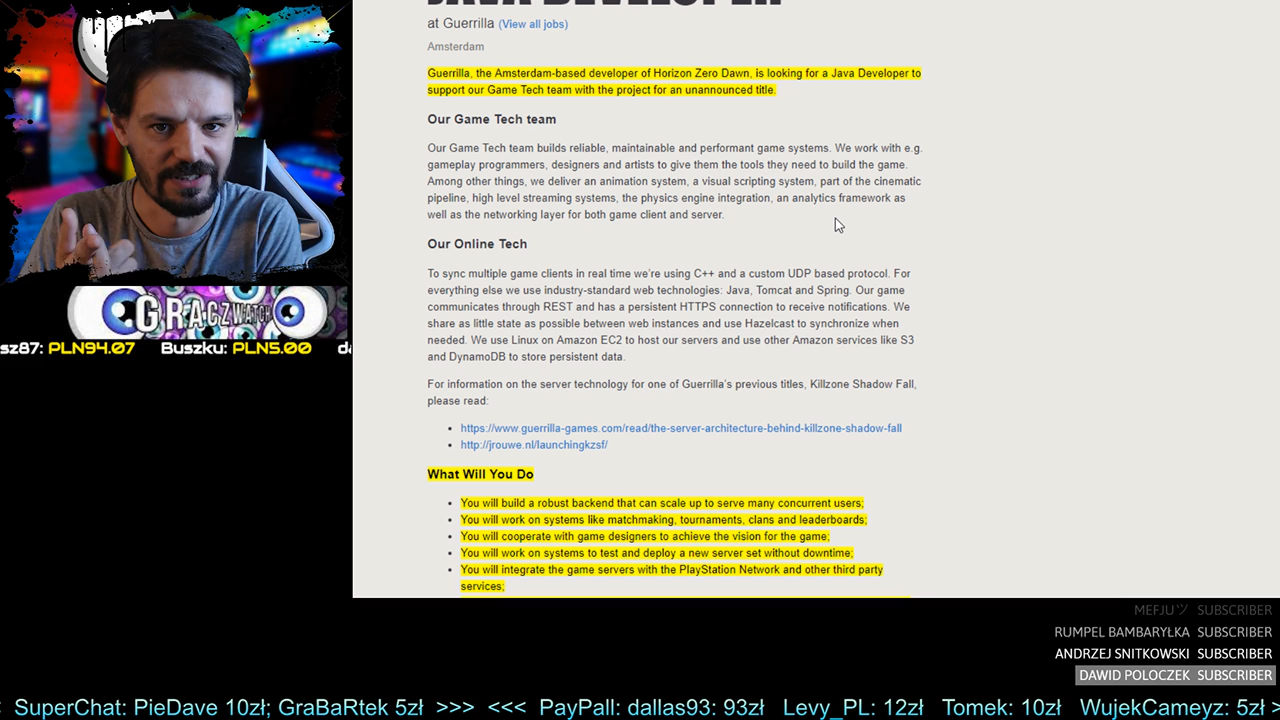 JAVA DEVELOPER
at Guerrilla (View all jobs)
Amsterdam
Guerrilla, the Amsterdam-based developer of Horizon Zero Dawn, is looking for a Java Developer to
support our Game Tech team with the project for an unannounced title.
Our Game Tech team
Our Game Tech team builds reliable, maintainable and performant game systems. We work with e.g.
gameplay programmers, designers and artists to give them the tools they need to build the game.
Among other things, we deliver an animation system, a visual scripting system, part of the cinematic
pipeline, high level streaming systems, the physics engine integration, an analytics framework as
well as the networking layer for both game client and server.
Our Online Tech
To sync multiple game clients in real time we're using C++ and a custom UDP based protocol. For
everything else we use industry-standard web technologies: Java, Tomcat and Spring. Our game
communicates through REST and has a persistent HTTPS connection to receive notifications. We
share as little state as possible between web instances and use Hazelcast to synchronize when
needed. We use Linux on Amazon EC2 to host our servers and use other Amazon services like S3
and DynamoDB to store persistent data.
For information on the server technology for one of Guerrilla's previous titles, Killzone Shadow Fall,
please read:
• https://www.guerrilla-games.com/read/the-server-architecture-behind-killzone-shadow-fall
• http://jrouwe.nl/launchingkzsf/
What Will You Do
• You will build a robust backend that can scale up to serve many concurrent users;
• You will work on systems like matchmaking, tournaments, clans and leaderboards;
• You will cooperate with game designers to achieve the vision for the game;
• You will work on systems to test and deploy a new server set without downtime;
• You will integrate the game servers with the PlayStation Network and other third party
services;
GRACZWATCH
sz87: PLN94.07 Buszku: PLN5.00 da
MEFJUツ SUBSCRIBER
RUMPEL BAMBARYŁKA SUBSCRIBER
ANDRZEJ SNITKOWSKI SUBSCRIBER
DAWID POLOCZEK SUBSCRIBER
SuperChat: PieDave 10zł; GraBaRtek 5zł >>> <<< PayPall: dallas93: 93zł Levy_PL: 12zł Tomek: 10zł WujekCameyz: 5zł >